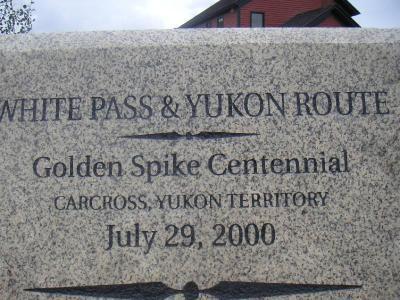 WHITE PASS & YUKON ROUTE
Golden Spike Centennial
CARCROSS, YUKON TERRITORY
July 29, 2000